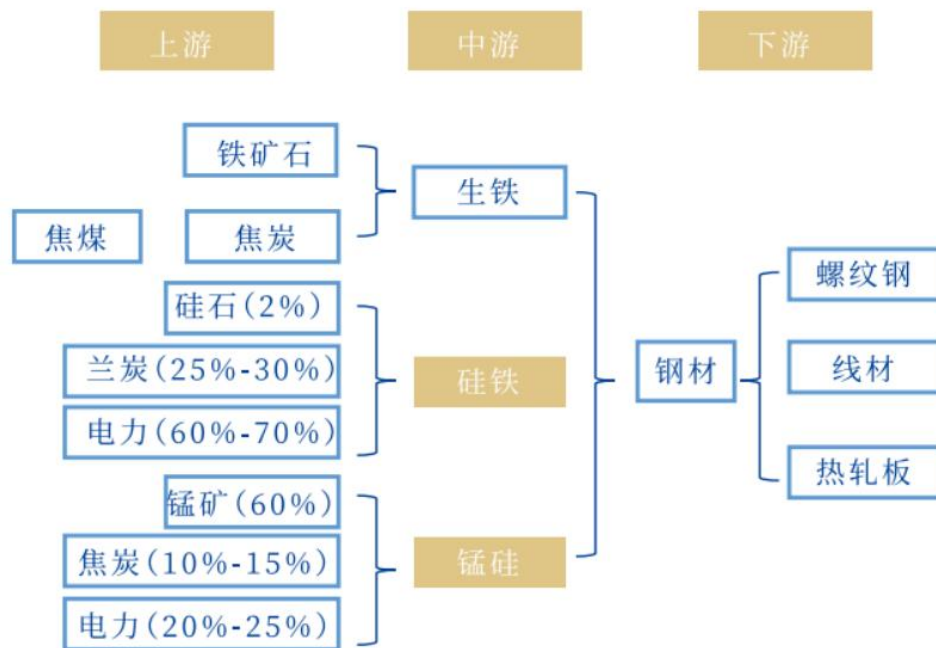 上游
中游
下游
铁矿石
焦煤
焦炭
生铁
硅石(2%)
兰炭(25%-30%)
电力(60%-70%)
硅铁
锰矿(60%)
焦炭(10%-15%)
电力(20%-25%)
锰硅
钢材
螺纹钢
线材
热轧板